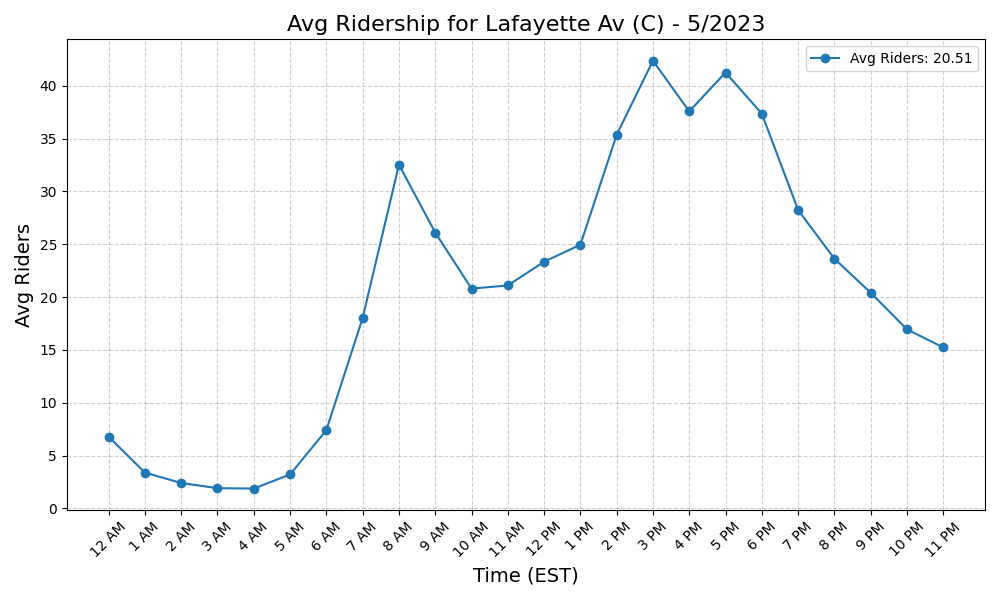 Avg Ridership for Lafayette Av (C) - 5/2023
Avg Riders: 20.51
Avg Riders
40
35
30
25
20
15
10
5
0
12 AM
1 AM
2 AM
3 AM
4 AM
5 AM
6 AM
7 AM
8 AM
9 AM
10 AM
11 AM
12 PM
1 PM
2 PM
3 PM
4 PM
5 PM
6 PM
7 PM
8 PM
9 PM
10 PM
11 PM
Time (EST)